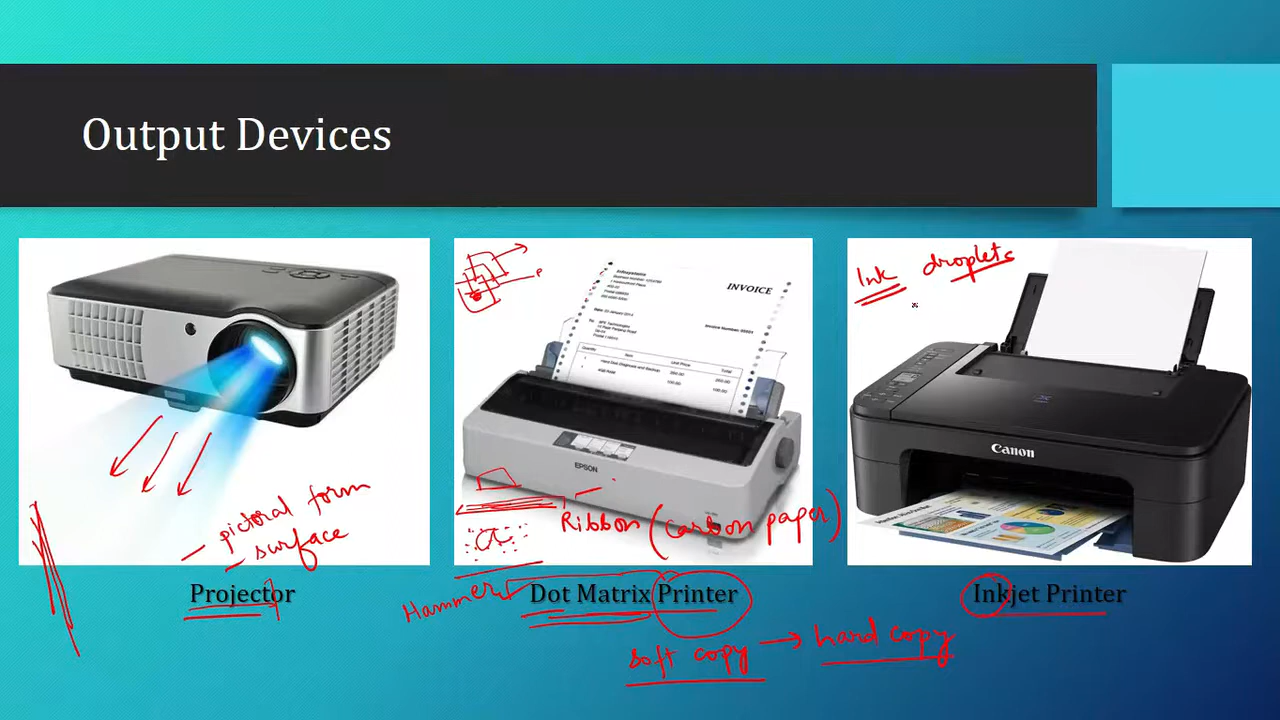 Output Devices
Ink droplets
INVOICE
Canon
EPSON
pictoral form
surface
Ribbon (carbon paper)
Hammer
Projector
Dot Matrix Printer
Inkjet Printer
soft copy → hard copy